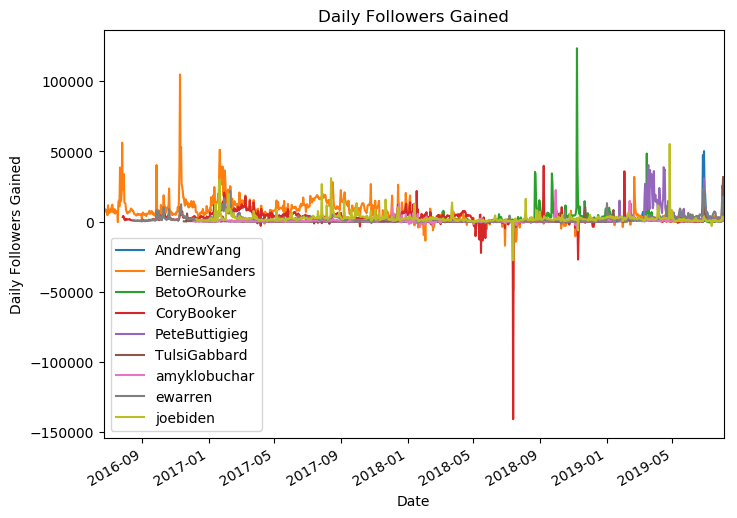 Daily Followers Gained
Daily Followers Gained
100000
50000
0
−50000
−100000
−150000
AndrewYang
BernieSanders
BetoORourke
CoryBooker
PeteButtigieg
TulsiGabbard
amyklobuchar
ewarren
joebiden
2016-09
2017-01
2017-05
2017-09
2018-01
2018-05
2018-09
2019-01
2019-05
Date